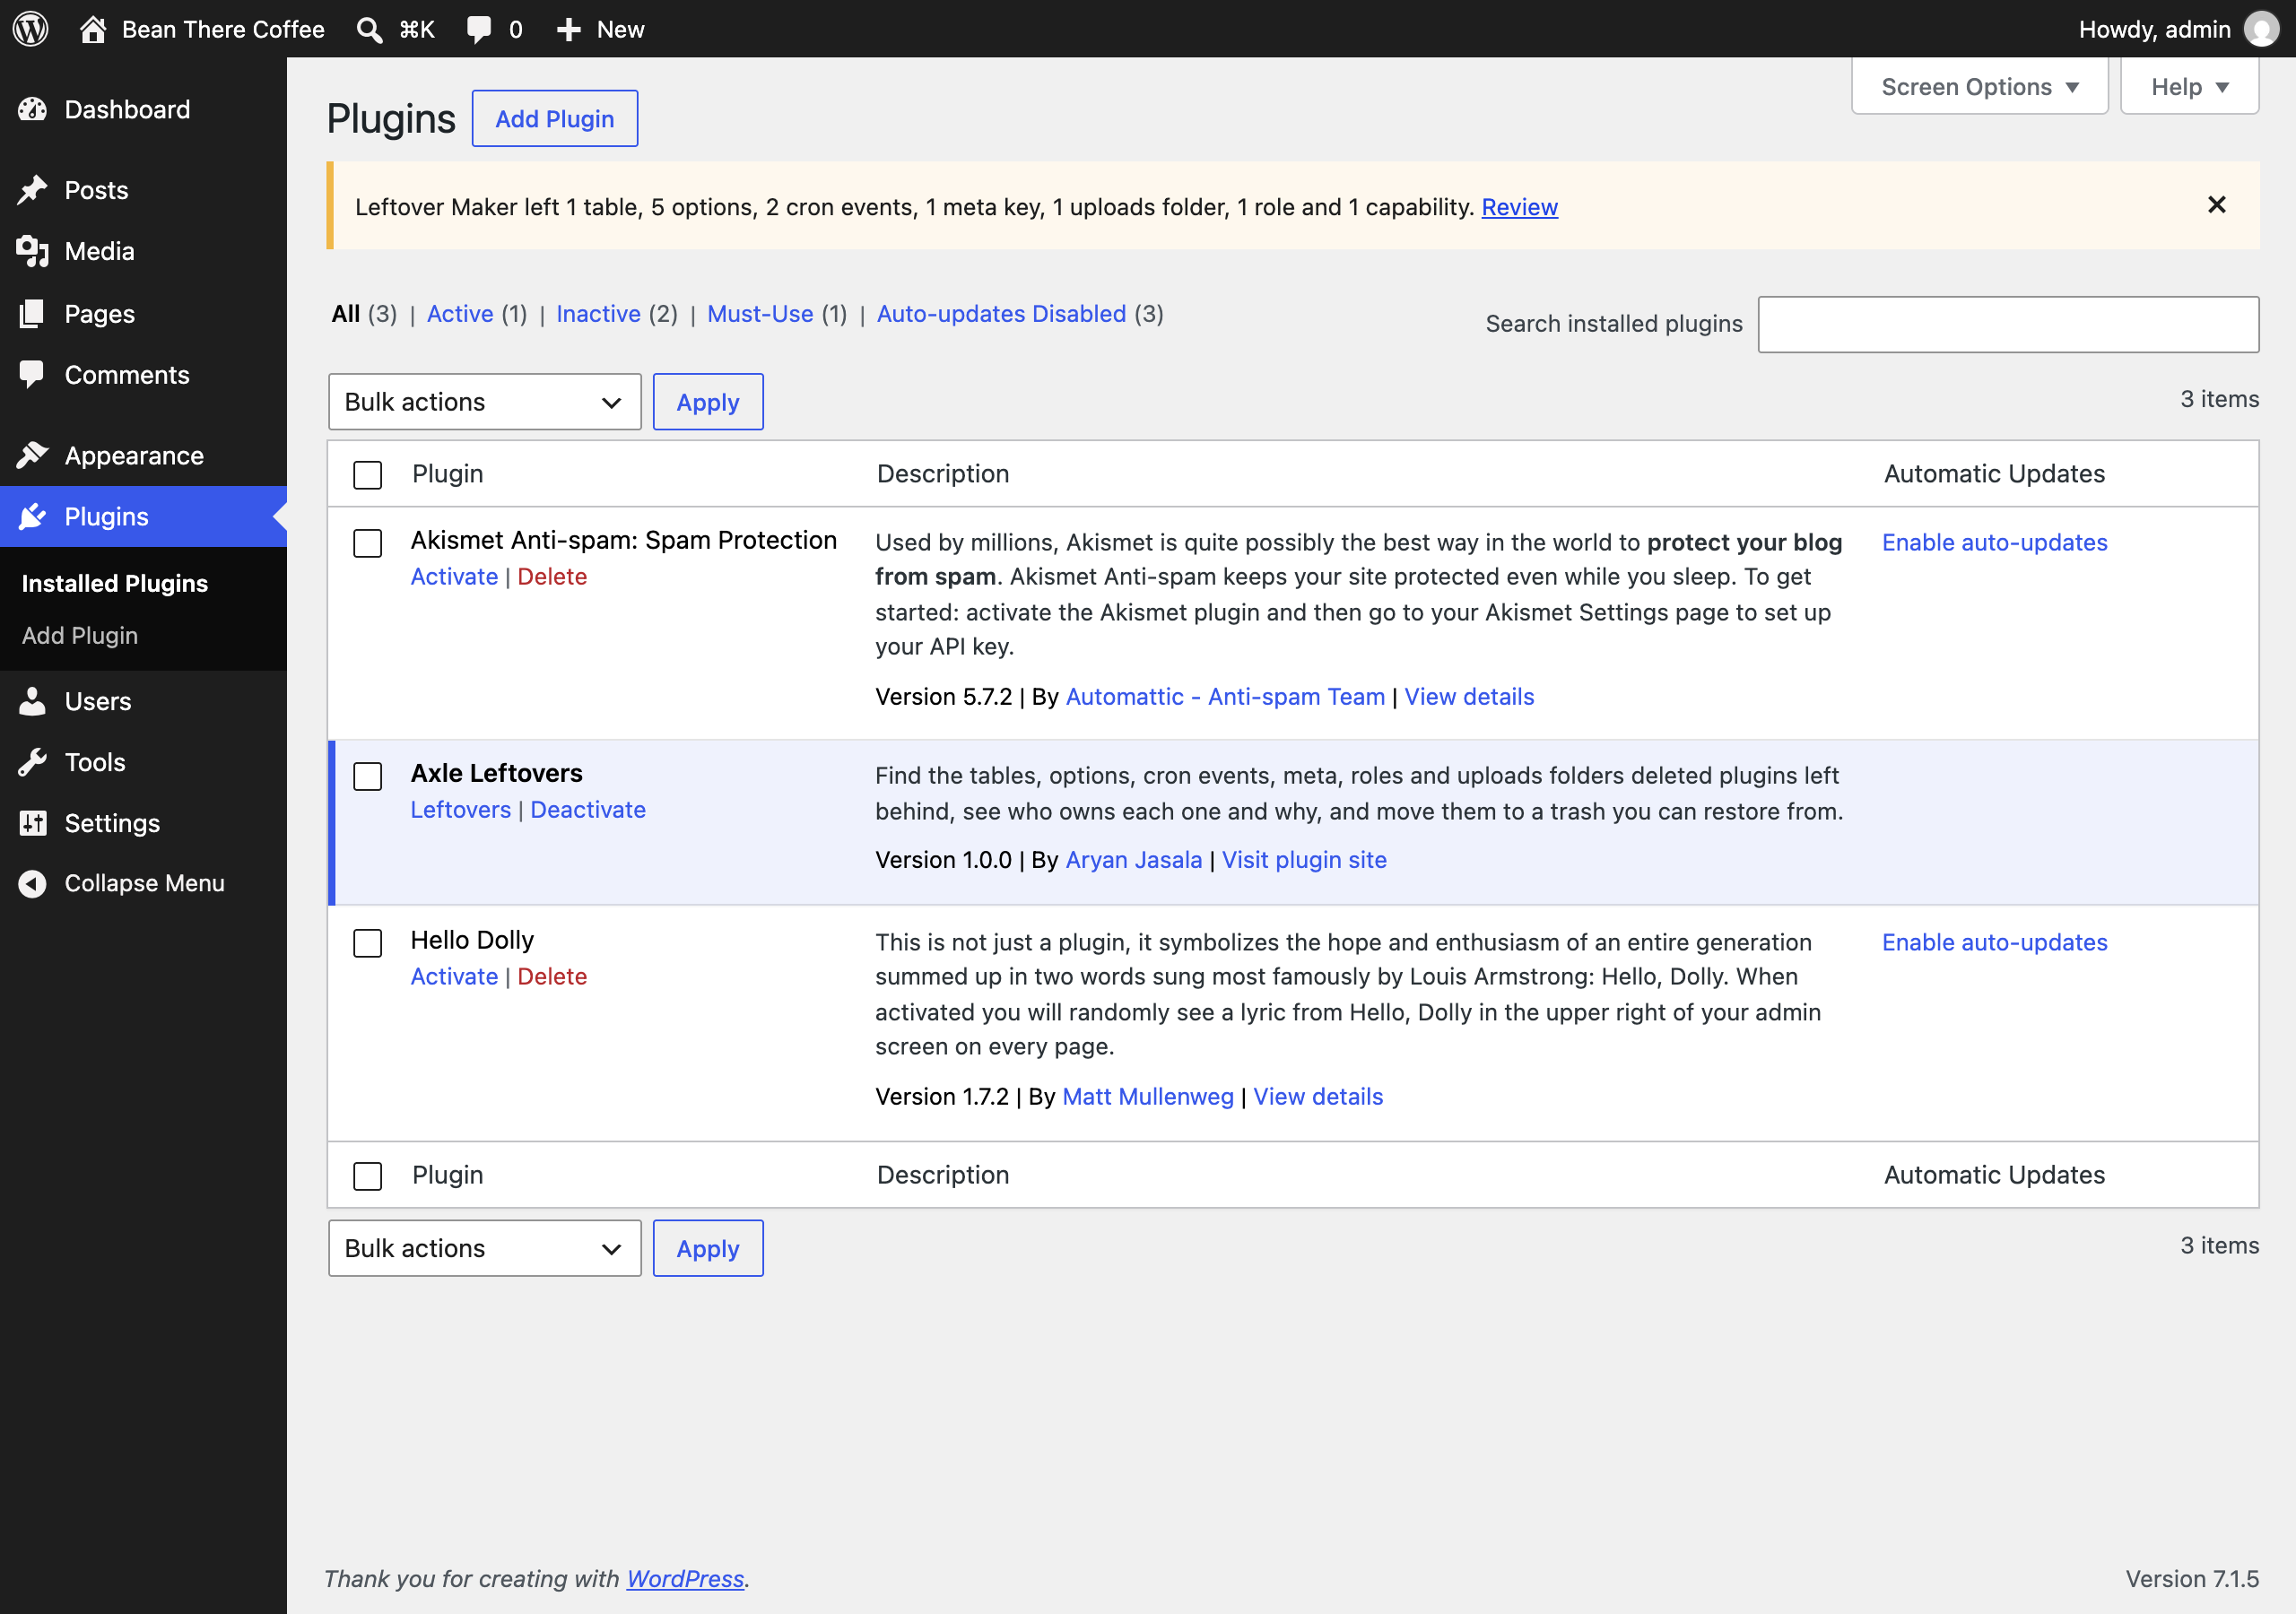 Bean There Coffee ⌘K 0 New Howdy, admin
Dashboard
Posts
Media
Pages
Comments
Appearance
Plugins
Installed Plugins
Add Plugin
Users
Tools
Settings
Collapse Menu
Screen Options ▼ Help ▼
Plugins Add Plugin
Leftover Maker left 1 table, 5 options, 2 cron events, 1 meta key, 1 uploads folder, 1 role and 1 capability. Review
All (3) | Active (1) | Inactive (2) | Must-Use (1) | Auto-updates Disabled (3)
Search installed plugins
Bulk actions Apply
3 items
Plugin Description Automatic Updates
Akismet Anti-spam: Spam Protection
Activate | Delete
Used by millions, Akismet is quite possibly the best way in the world to protect your blog
from spam. Akismet Anti-spam keeps your site protected even while you sleep. To get
started: activate the Akismet plugin and then go to your Akismet Settings page to set up
your API key.
Version 5.7.2 | By Automattic - Anti-spam Team | View details
Enable auto-updates
Axle Leftovers
Leftovers | Deactivate
Find the tables, options, cron events, meta, roles and uploads folders deleted plugins left
behind, see who owns each one and why, and move them to a trash you can restore from.
Version 1.0.0 | By Aryan Jasala | Visit plugin site
Hello Dolly
Activate | Delete
This is not just a plugin, it symbolizes the hope and enthusiasm of an entire generation
summed up in two words sung most famously by Louis Armstrong: Hello, Dolly. When
activated you will randomly see a lyric from Hello, Dolly in the upper right of your admin
screen on every page.
Version 1.7.2 | By Matt Mullenweg | View details
Enable auto-updates
Plugin Description Automatic Updates
Bulk actions Apply
3 items
Thank you for creating with WordPress.
Version 7.1.5